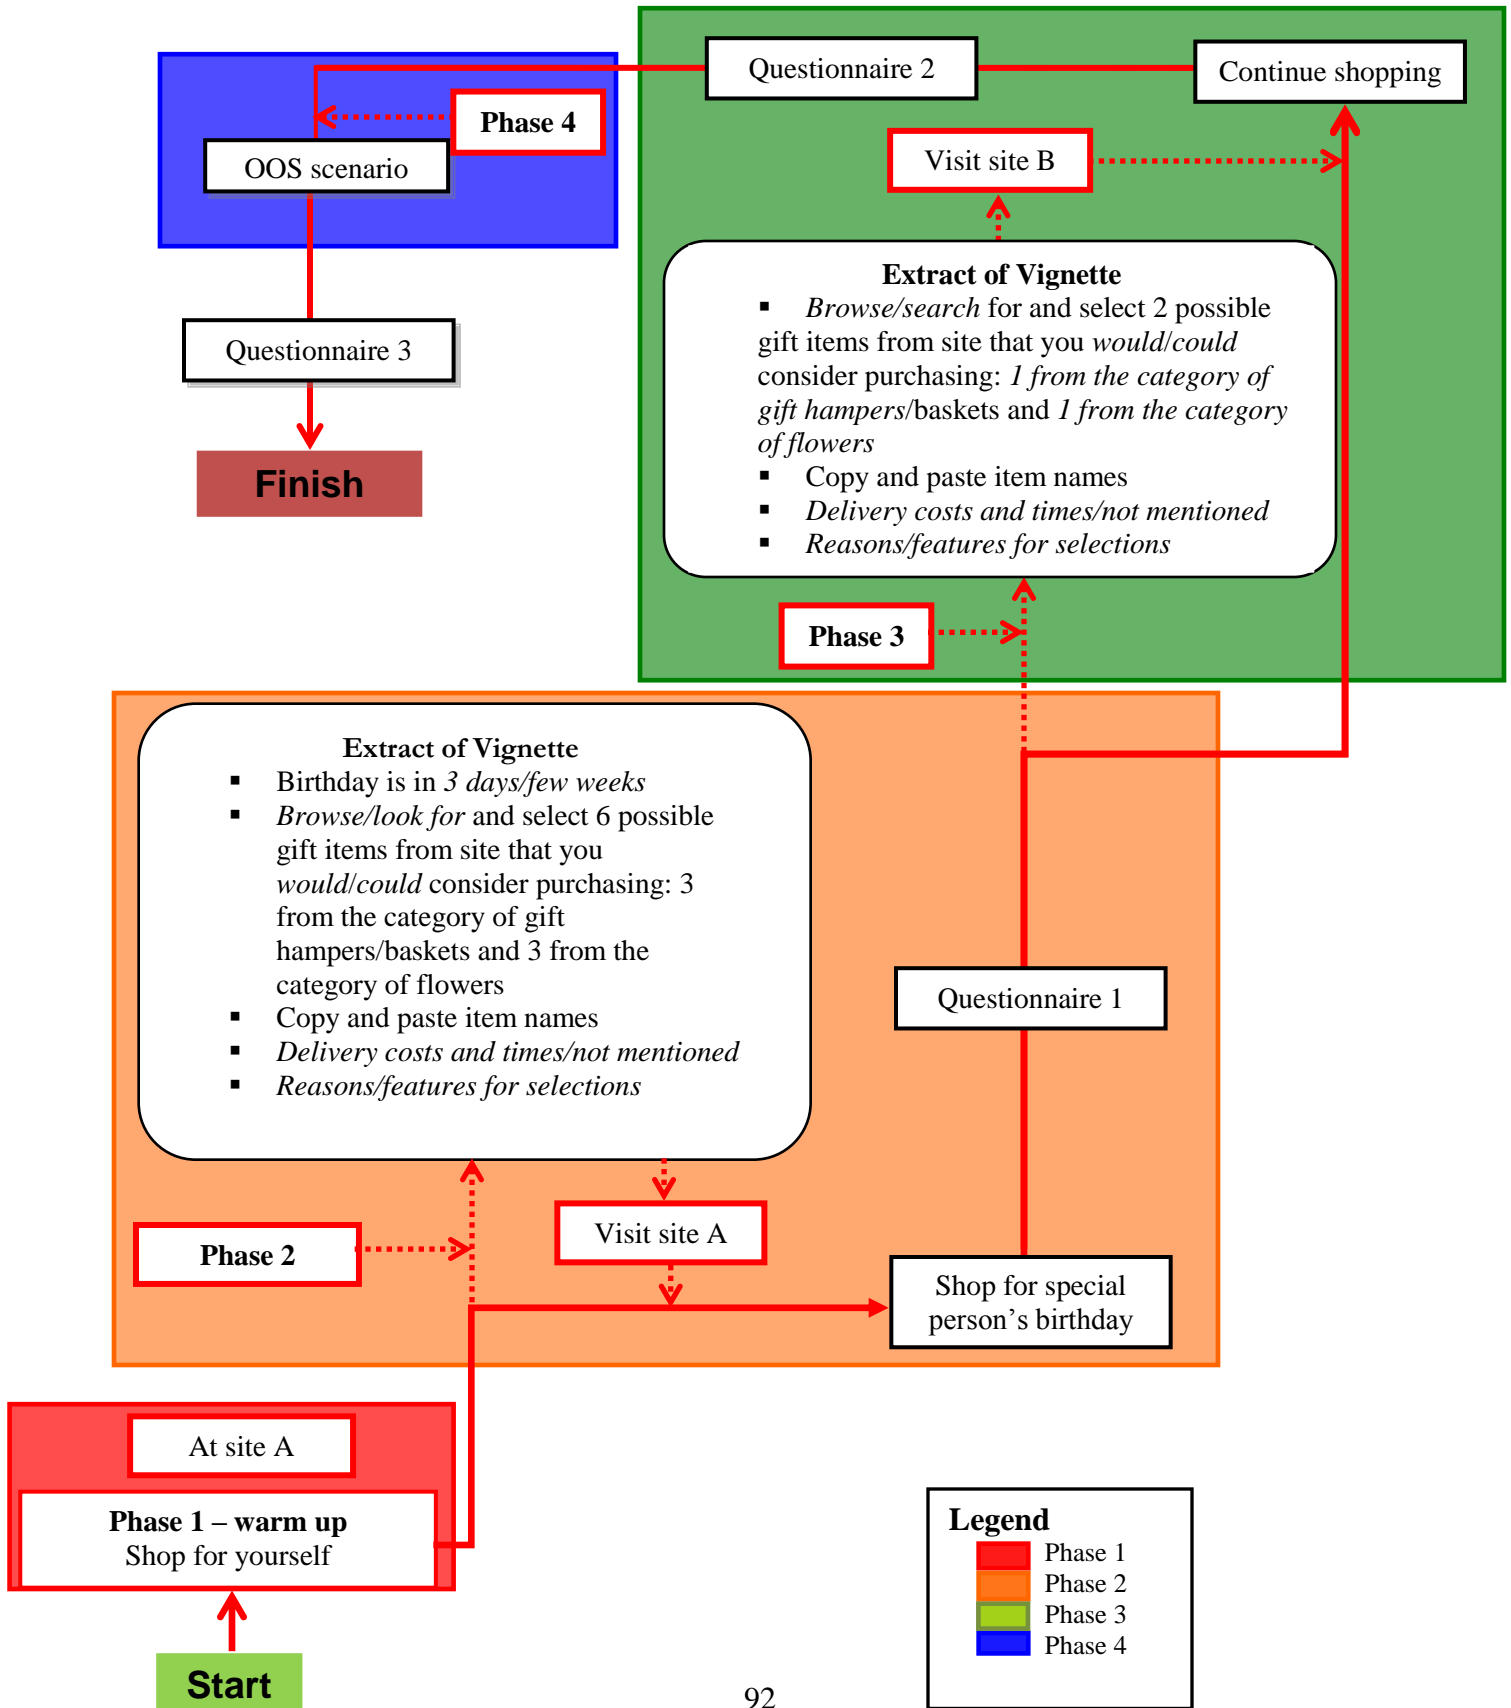 Questionnaire 2
Continue shopping
Phase 4
OOS scenario
Visit site B
Extract of Vignette
▪ Browse/search for and select 2 possible
gift items from site that you would/could
consider purchasing: 1 from the category of
gift hampers/baskets and 1 from the category
of flowers
▪ Copy and paste item names
▪ Delivery costs and times/not mentioned
▪ Reasons/features for selections
Questionnaire 3
Finish
Phase 3
Extract of Vignette
▪ Birthday is in 3 days/few weeks
▪ Browse/look for and select 6 possible
gift items from site that you
would/could consider purchasing: 3
from the category of gift
hampers/baskets and 3 from the
category of flowers
▪ Copy and paste item names
▪ Delivery costs and times/not mentioned
▪ Reasons/features for selections
Questionnaire 1
Phase 2
Visit site A
Shop for special
person’s birthday
At site A
Phase 1 – warm up
Shop for yourself
Start
Legend
Phase 1
Phase 2
Phase 3
Phase 4
92